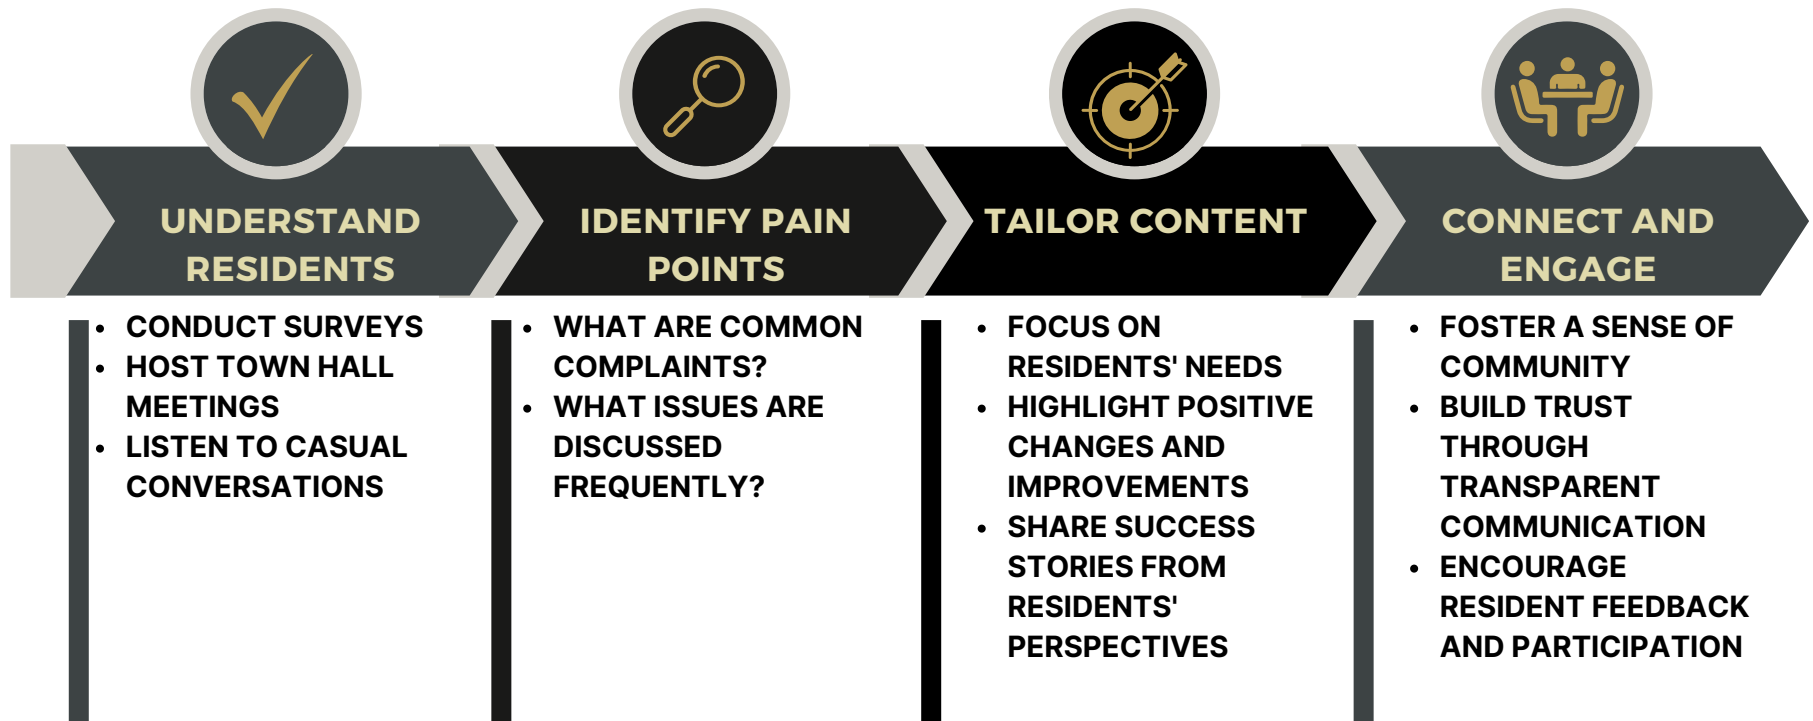 UNDERSTAND
RESIDENTS
• CONDUCT SURVEYS
• HOST TOWN HALL
MEETINGS
• LISTEN TO CASUAL
CONVERSATIONS
IDENTIFY PAIN
POINTS
• WHAT ARE COMMON
COMPLAINTS?
• WHAT ISSUES ARE
DISCUSSED
FREQUENTLY?
TAILOR CONTENT
• FOCUS ON
RESIDENTS' NEEDS
• HIGHLIGHT POSITIVE
CHANGES AND
IMPROVEMENTS
• SHARE SUCCESS
STORIES FROM
RESIDENTS'
PERSPECTIVES
CONNECT AND
ENGAGE
• FOSTER A SENSE OF
COMMUNITY
• BUILD TRUST
THROUGH
TRANSPARENT
COMMUNICATION
• ENCOURAGE
RESIDENT FEEDBACK
AND PARTICIPATION